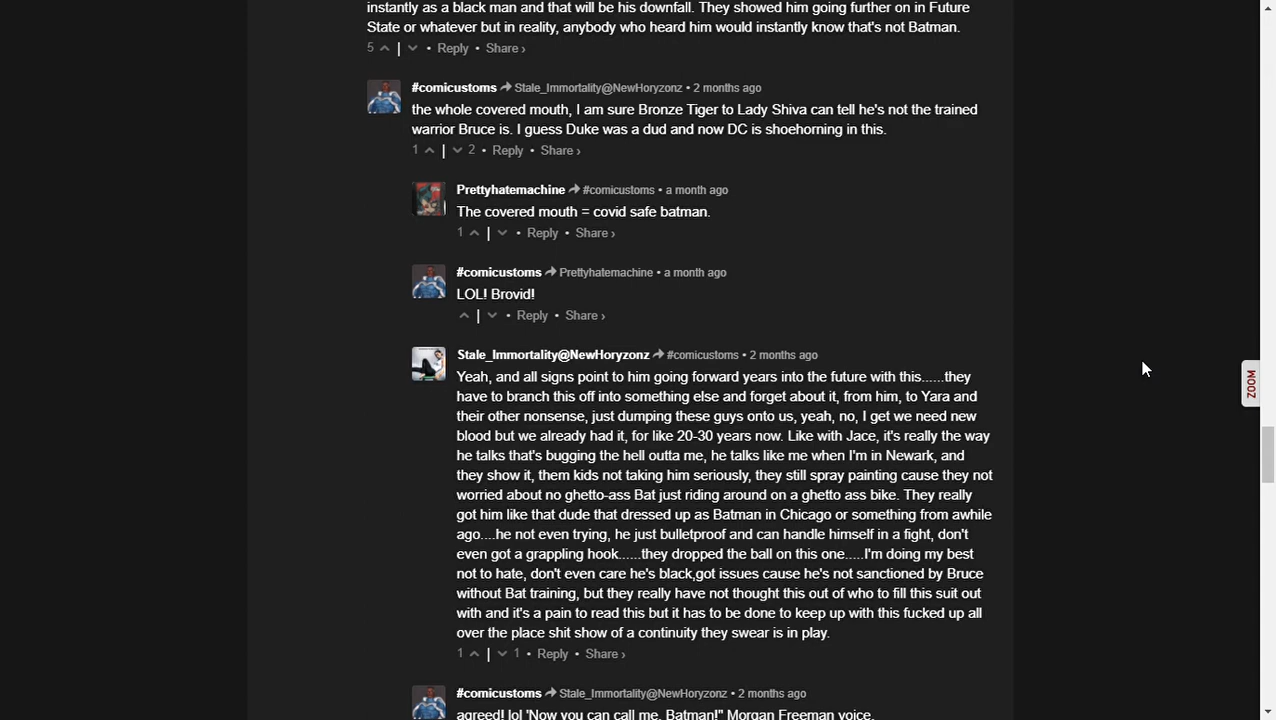 instantly as a black man and that will be his downfall. They showed him going further on in Future
State or whatever but in reality, anybody who heard him would instantly know that's not Batman.
5 | • Reply • Share ›
#comicustoms Stale_Immortality@NewHoryzonz • 2 months ago
the whole covered mouth, I am sure Bronze Tiger to Lady Shiva can tell he's not the trained
warrior Bruce is. I guess Duke was a dud and now DC is shoehorning in this.
1 | 2 • Reply • Share ›
Prettyhatemachine #comicustoms • a month ago
The covered mouth = covid safe batman.
1 | • Reply • Share ›
#comicustoms Prettyhatemachine • a month ago
LOL! Brovid!
| • Reply • Share ›
Stale_Immortality@NewHoryzonz #comicustoms • 2 months ago
Yeah, and all signs point to him going forward years into the future with this......they
have to branch this off into something else and forget about it, from him, to Yara and
their other nonsense, just dumping these guys onto us, yeah, no, I get we need new
blood but we already had it, for like 20-30 years now. Like with Jace, it's really the way
he talks that's bugging the hell outta me, he talks like me when I'm in Newark, and
they show it, them kids not taking him seriously, they still spray painting cause they not
worried about no ghetto-ass Bat just riding around on a ghetto ass bike. They really
got him like that dude that dressed up as Batman in Chicago or something from awhile
ago....he not even trying, he just bulletproof and can handle himself in a fight, don't
even got a grappling hook......they dropped the ball on this one.....I'm doing my best
not to hate, don't even care he's black,got issues cause he's not sanctioned by Bruce
without Bat training, but they really have not thought this out of who to fill this suit out
with and it's a pain to read this but it has to be done to keep up with this fucked up all
over the place shit show of a continuity they swear is in play.
1 | 1 • Reply • Share ›
#comicustoms Stale_Immortality@NewHoryzonz • 2 months ago
agreed! lol 'Now you can call me, Batman!" Morgan Freeman voice.
ZOOM